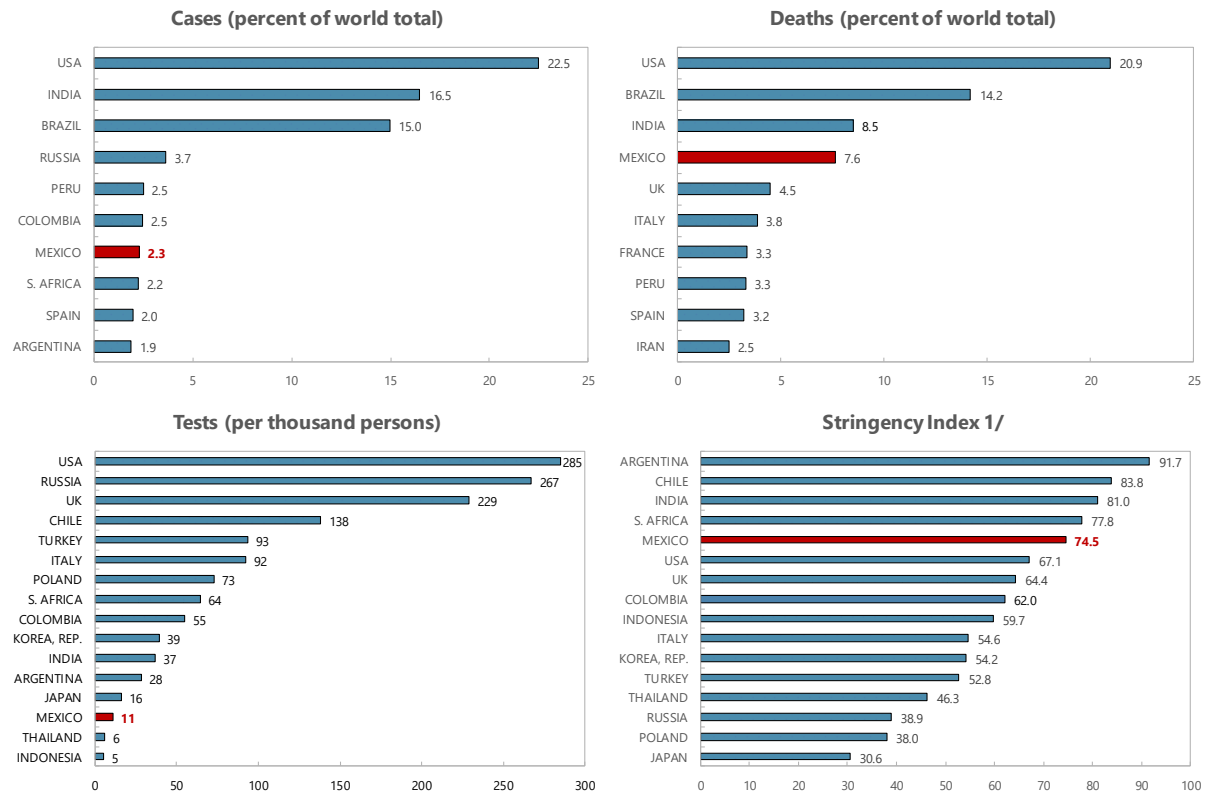 Cases (percent of world total)
USA 22.5
INDIA 16.5
BRAZIL 15.0
RUSSIA 3.7
PERU 2.5
COLOMBIA 2.5
MEXICO 2.3
S. AFRICA 2.2
SPAIN 2.0
ARGENTINA 1.9
0 5 10 15 20 25
Deaths (percent of world total)
USA 20.9
BRAZIL 14.2
INDIA 8.5
MEXICO 7.6
UK 4.5
ITALY 3.8
FRANCE 3.3
PERU 3.3
SPAIN 3.2
IRAN 2.5
0 5 10 15 20 25
Tests (per thousand persons)
USA 285
RUSSIA 267
UK 229
CHILE 138
TURKEY 93
ITALY 92
POLAND 73
S. AFRICA 64
COLOMBIA 55
KOREA, REP. 39
INDIA 37
ARGENTINA 28
JAPAN 16
MEXICO 11
THAILAND 6
INDONESIA 5
0 50 100 150 200 250 300
Stringency Index 1/
ARGENTINA 91.7
CHILE 83.8
INDIA 81.0
S. AFRICA 77.8
MEXICO 74.5
USA 67.1
UK 64.4
COLOMBIA 62.0
INDONESIA 59.7
ITALY 54.6
KOREA, REP. 54.2
TURKEY 52.8
THAILAND 46.3
RUSSIA 38.9
POLAND 38.0
JAPAN 30.6
0 10 20 30 40 50 60 70 80 90 100